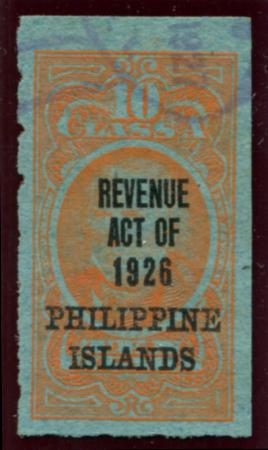 10
CLASS A
REVENUE
ACT OF
1926
PHILIPPINE
ISLANDS